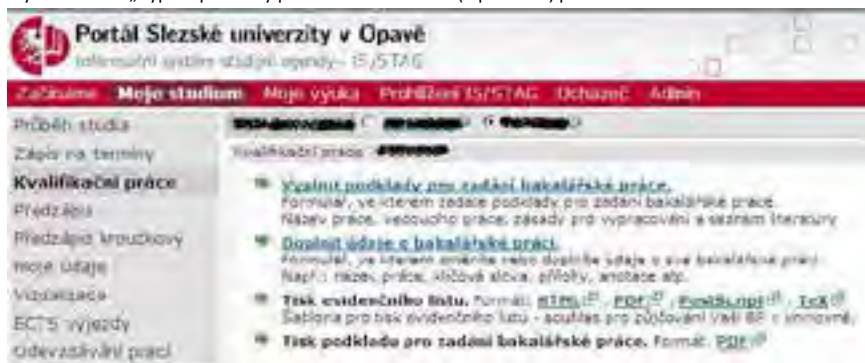 Portál Slezské univerzity v Opavě
Informační systém studijní agendy - IS/STAG
Začínáme Moje studium Moje výuka Prohlížení IS/STAG Uchazeč Admin
Průběh studia
Zápis na termíny
Kvalifikační práce
Kvalifikační práce
Vyplnit podklady pro zadání bakalářské práce.
Formulář, ve kterém zadáte podklady pro zadání bakalářské práce.
Předzápis
Název práce, vedoucího práce, zásady pro vypracování a seznam literatury
Předzápis kroužkový
Doplnit údaje o bakalářské práci.
Formulář, ve kterém změníte nebo doplníte údaje o své bakalářské práci
Moje údaje
Např.: název práce, klíčová slova, přílohy, anotace atp.
Vizualizace
Tisk evidenčního listu. Formát: HTML, PDF, PostScript, TeX
ECTS výjezdy
Šablona pro tisk evidenčního listu - souhlas pro půjčování Vaší BP v knihovně.
Odevzdávání prací
Tisk podkladu pro zadání bakalářské práce. Formát: PDF